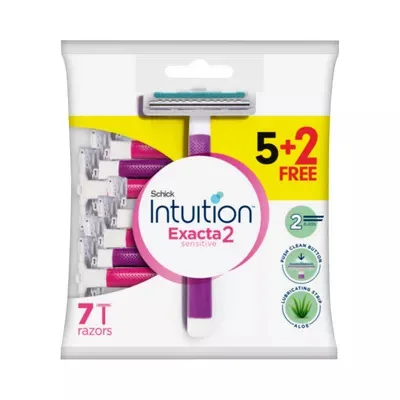 5+2
FREE
Schick
Intuition
Exacta2
sensitive
2
PUSH CLEAN BUTTON
LUBRICATING STRIP
ALOE
7
razors